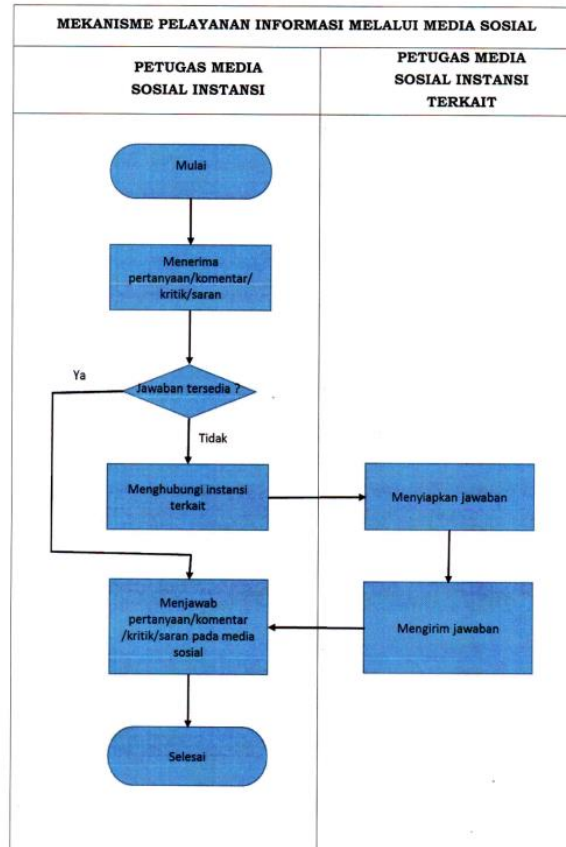 MEKANISME PELAYANAN INFORMASI MELALUI MEDIA SOSIAL
PETUGAS MEDIA
SOSIAL INSTANSI
PETUGAS MEDIA
SOSIAL INSTANSI
TERKAIT
Mulai
Menerima
pertanyaan/komentar/
kritik/saran
Jawaban tersedia ?
Ya
Tidak
Menghubungi instansi
terkait
Menyiapkan jawaban
Menjawab
pertanyaan/komentar
/kritik/saran pada media
sosial
Mengirim jawaban
Selesai